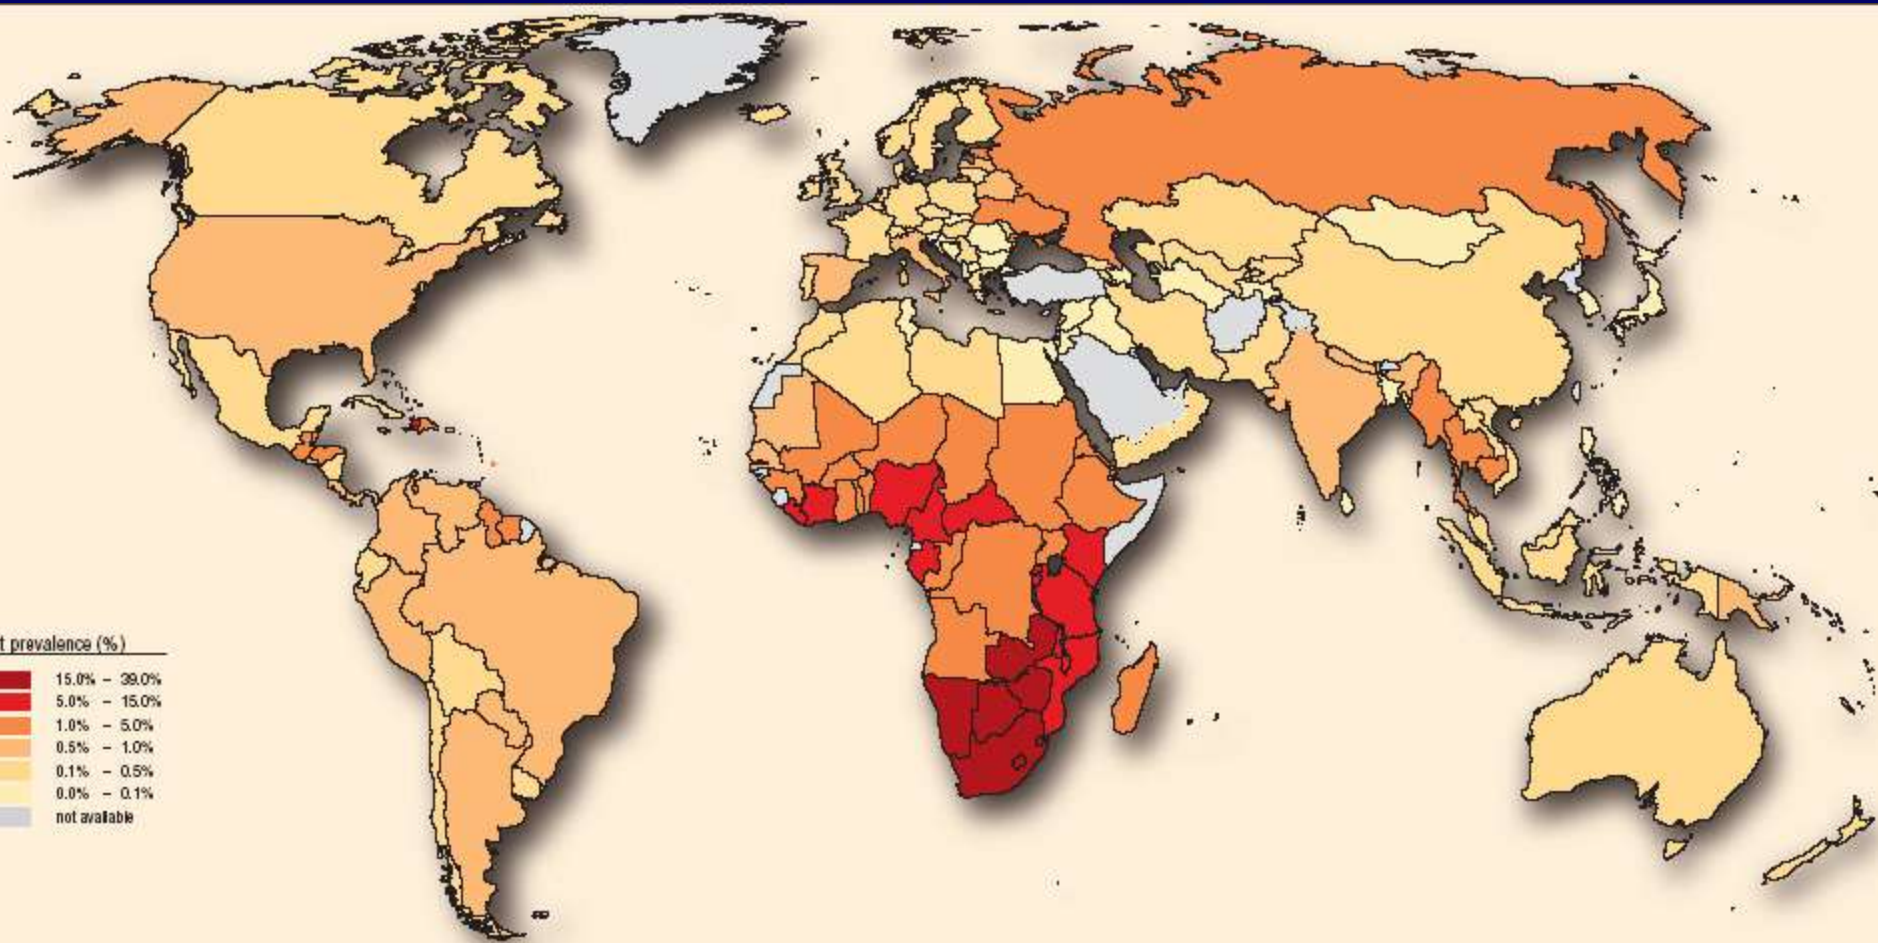 t prevalence (%)
15.0% – 39.0%
5.0% – 15.0%
1.0% – 5.0%
0.5% – 1.0%
0.1% – 0.5%
0.0% – 0.1%
not available